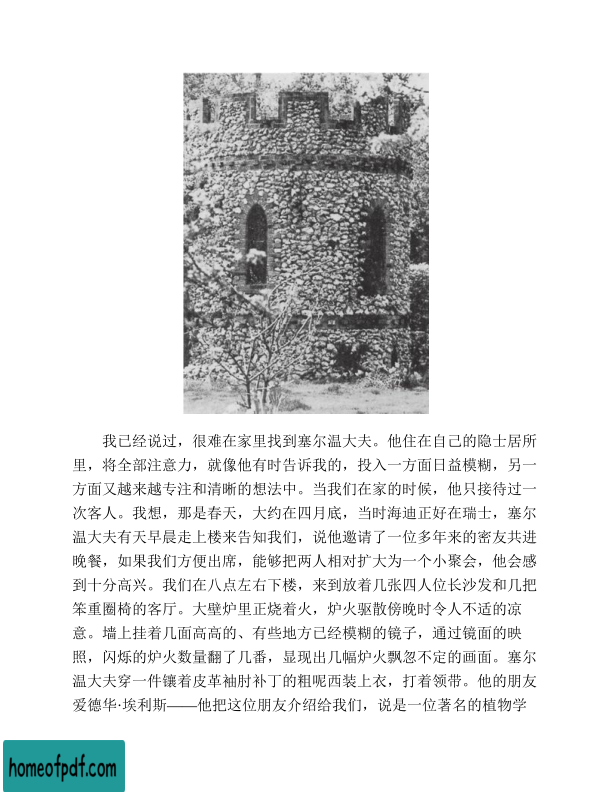 我已经说过，很难在家里找到塞尔温大夫。他住在自己的隐士居所
里，将全部注意力，就像他有时告诉我的，投入一方面日益模糊，另一
方面又越来越专注和清晰的想法中。当我们在家的时候，他只接待过一
次客人。我想，那是春天，大约在四月底，当时海迪正好在瑞士，塞尔
温大夫有天早晨走上楼来告知我们，说他邀请了一位多年来的密友共进
晚餐，如果我们方便出席，能够把两人相对扩大为一个小聚会，他会感
到十分高兴。我们在八点左右下楼，来到放着几张四人位长沙发和几把
笨重圈椅的客厅。大壁炉里正烧着火，炉火驱散傍晚时令人不适的凉
意。墙上挂着几面高高的、有些地方已经模糊的镜子，通过镜面的映
照，闪烁的炉火数量翻了几番，显现出几幅炉火飘忽不定的画面。塞尔
温大夫穿一件镶着皮革袖肘补丁的粗呢西装上衣，打着领带。他的朋友
爱德华·埃利斯——他把这位朋友介绍给我们，说是一位著名的植物学
homeofpdf.com